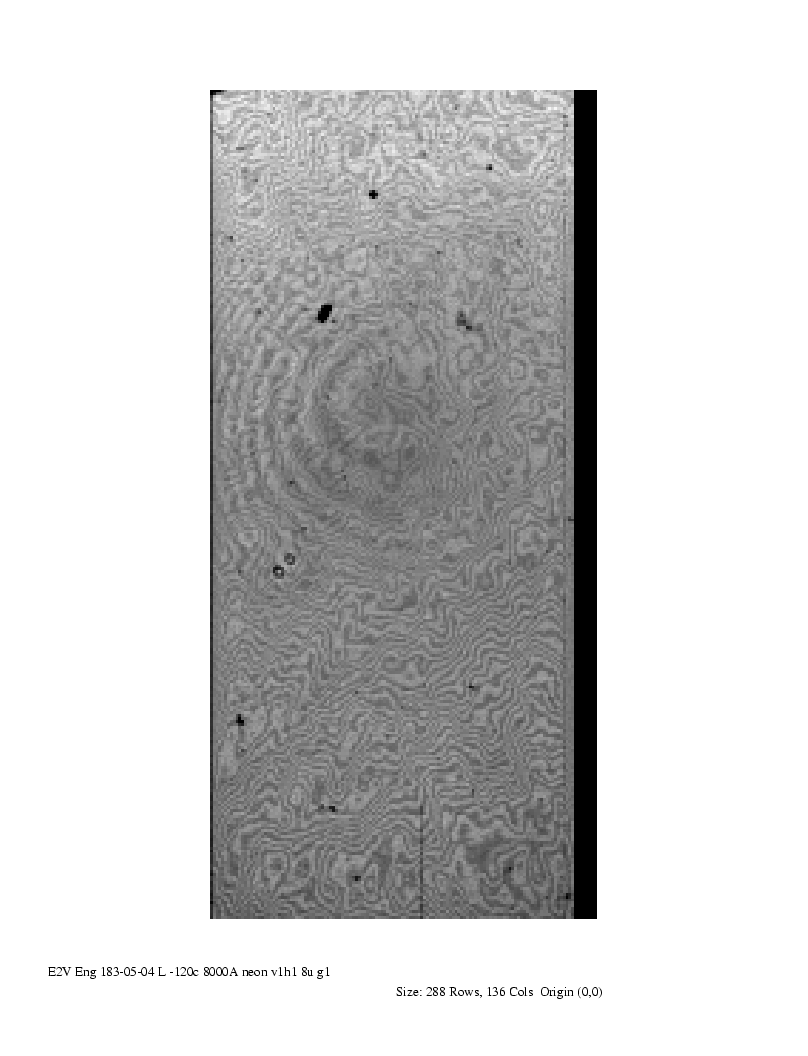 E2V Eng 183-05-04 L -120c 8000A neon v1h1 8u g1
Size: 288 Rows, 136 Cols Origin (0,0)